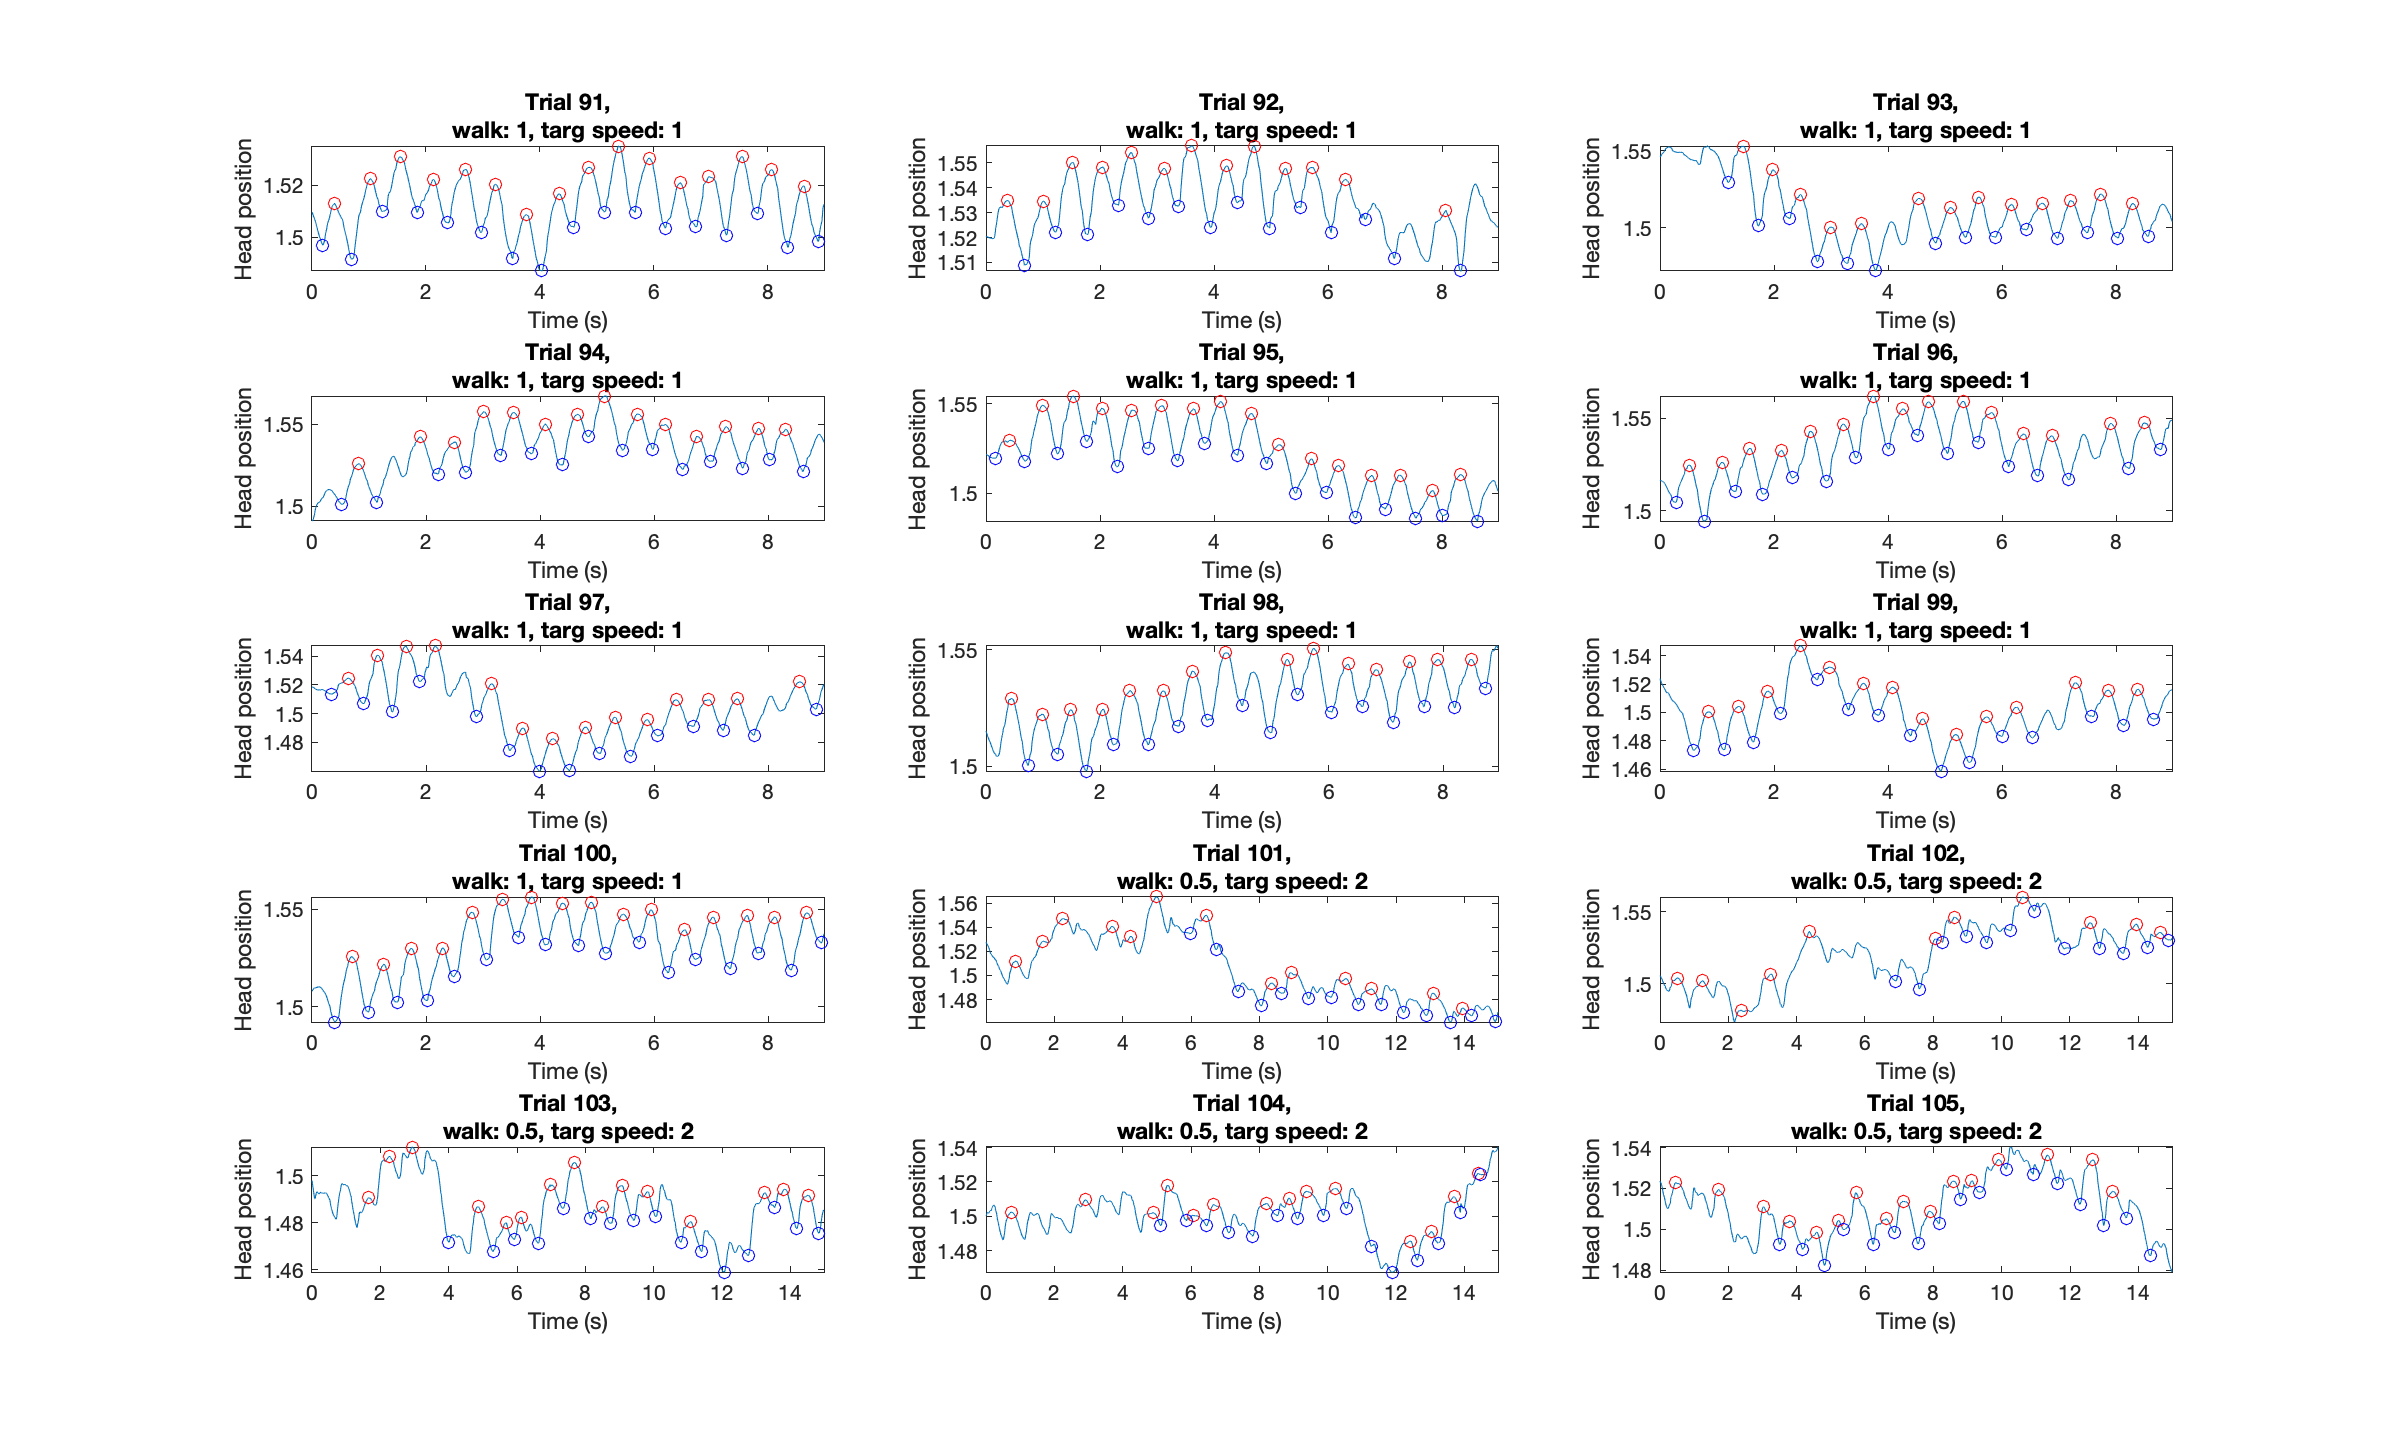 Trial 91,
walk: 1, targ speed: 1
Head position
1.52
1.5
0 2 4 6 8
Time (s)
Trial 92,
walk: 1, targ speed: 1
Head position
1.55
1.54
1.53
1.52
1.51
0 2 4 6 8
Time (s)
Trial 93,
walk: 1, targ speed: 1
Head position
1.55
1.5
0 2 4 6 8
Time (s)
Trial 94,
walk: 1, targ speed: 1
Head position
1.55
1.5
0 2 4 6 8
Time (s)
Trial 95,
walk: 1, targ speed: 1
Head position
1.55
1.5
0 2 4 6 8
Time (s)
Trial 96,
walk: 1, targ speed: 1
Head position
1.55
1.5
0 2 4 6 8
Time (s)
Trial 97,
walk: 1, targ speed: 1
Head position
1.54
1.52
1.5
1.48
0 2 4 6 8
Time (s)
Trial 98,
walk: 1, targ speed: 1
Head position
1.55
1.5
0 2 4 6 8
Time (s)
Trial 99,
walk: 1, targ speed: 1
Head position
1.54
1.52
1.5
1.48
1.46
0 2 4 6 8
Time (s)
Trial 100,
walk: 1, targ speed: 1
Head position
1.55
1.5
0 2 4 6 8
Time (s)
Trial 101,
walk: 0.5, targ speed: 2
Head position
1.56
1.54
1.52
1.5
1.48
0 2 4 6 8 10 12 14
Time (s)
Trial 102,
walk: 0.5, targ speed: 2
Head position
1.55
1.5
0 2 4 6 8 10 12 14
Time (s)
Trial 103,
walk: 0.5, targ speed: 2
Head position
1.5
1.48
1.46
0 2 4 6 8 10 12 14
Time (s)
Trial 104,
walk: 0.5, targ speed: 2
Head position
1.54
1.52
1.5
1.48
0 2 4 6 8 10 12 14
Time (s)
Trial 105,
walk: 0.5, targ speed: 2
Head position
1.54
1.52
1.5
1.48
0 2 4 6 8 10 12 14
Time (s)